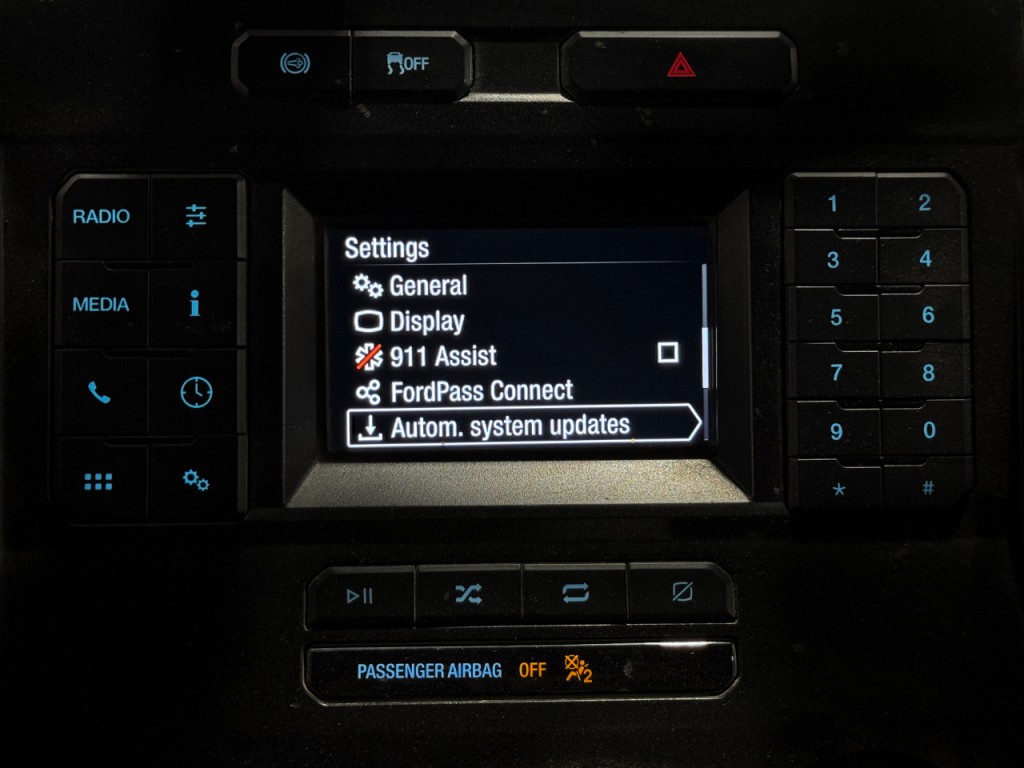 OFF
RADIO
MEDIA
Settings
General
Display
911 Assist
FordPass Connect
Autom. system updates
1 2
3 4
5 6
7 8
9 0
* #
PASSENGER AIRBAG OFF 2